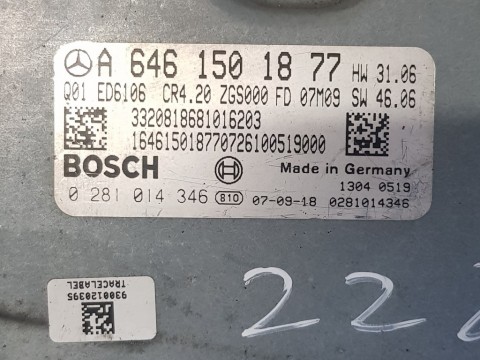 A 646 150 18 77 HW 31.06
Q01 ED6106 CR4.20 ZGS000 FD 07M09 SW 46.06
3320818681016203
164615018770726100519000
BOSCH Made in Germany
1304 0519
0 281 014 346 810 07-09-18 0281014346
9300120395
TRACELABEL
22